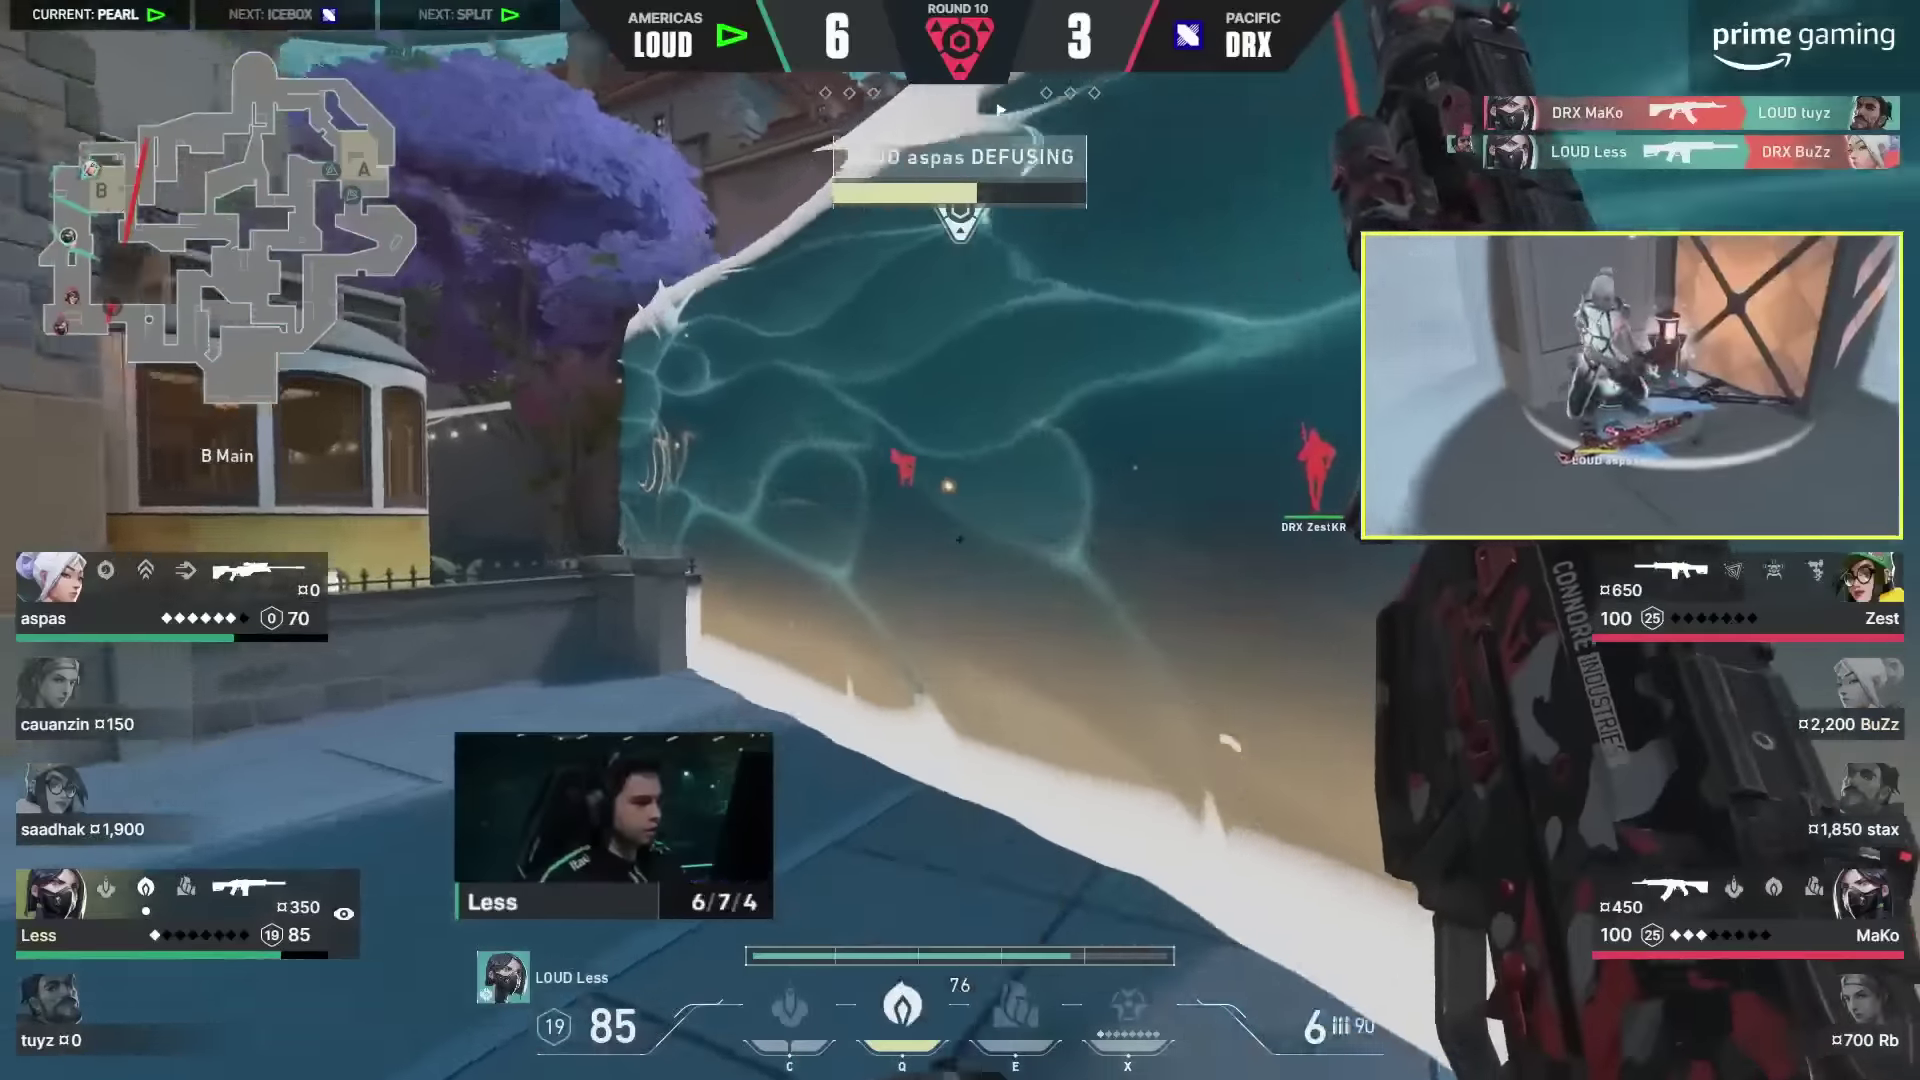 CURRENT: PEARL
NEXT: ICEBOX
NEXT: SPLIT
AMERICAS
LOUD
6
ROUND 10
3
PACIFIC
DRX
prime gaming
DRX MaKo
LOUD tuyz
LOUD Less
DRX BuZz
aspas DEFUSING
A
B
B Main
DRX ZestKR
LOUD aspas
¤0
aspas
0 70
cauanzin ¤150
saadhak ¤1,900
¤350
Less
19 85
tuyz ¤0
Less
6/7/4
¤650
100 25
Zest
¤2,200 BuZz
¤1,850 stax
¤450
100 25
MaKo
¤700 Rb
CONNORE INDUSTRIES
LOUD Less
19
85
76
6
90
C
Q
E
X